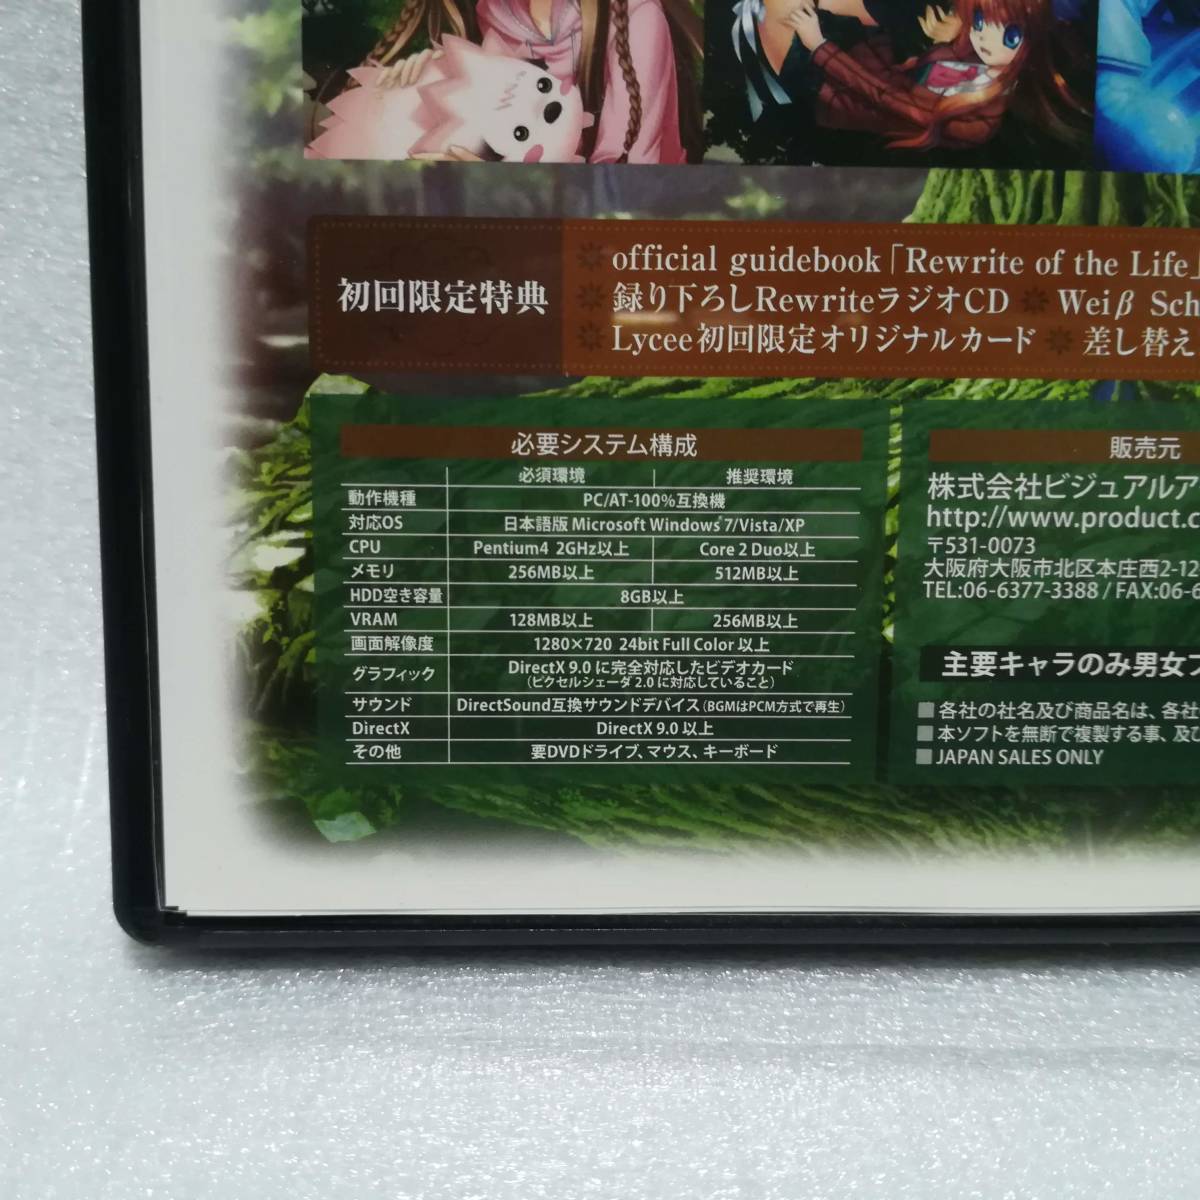 初回限定特典
official guidebook「Rewrite of the Life」
録り下ろしRewriteラジオCD Weiβ Sch
Lycee初回限定オリジナルカード 差し替え
必要システム構成
必須環境 推奨環境
動作機種 PC/AT-100%互換機
対応OS 日本語版 Microsoft Windows 7/Vista/XP
CPU Pentium4 2GHz以上 Core 2 Duo以上
メモリ 256MB以上 512MB以上
HDD空き容量 8GB以上
VRAM 128MB以上 256MB以上
画面解像度 1280×720 24bit Full Color 以上
グラフィック DirectX 9.0 に完全対応したビデオカード
(ピクセルシェーダ 2.0 に対応していること)
サウンド DirectSound互換サウンドデバイス(BGMはPCM方式で再生)
DirectX DirectX 9.0 以上
その他 要DVDドライブ、マウス、キーボード
販売元
株式会社ビジュアルア
http://www.product.c
〒531-0073
大阪府大阪市北区本庄西2-12
TEL:06-6377-3388 / FAX:06-6
主要キャラのみ男女フ
■各社の社名及び商品名は、各社
■本ソフトを無断で複製する事、及び
■JAPAN SALES ONLY